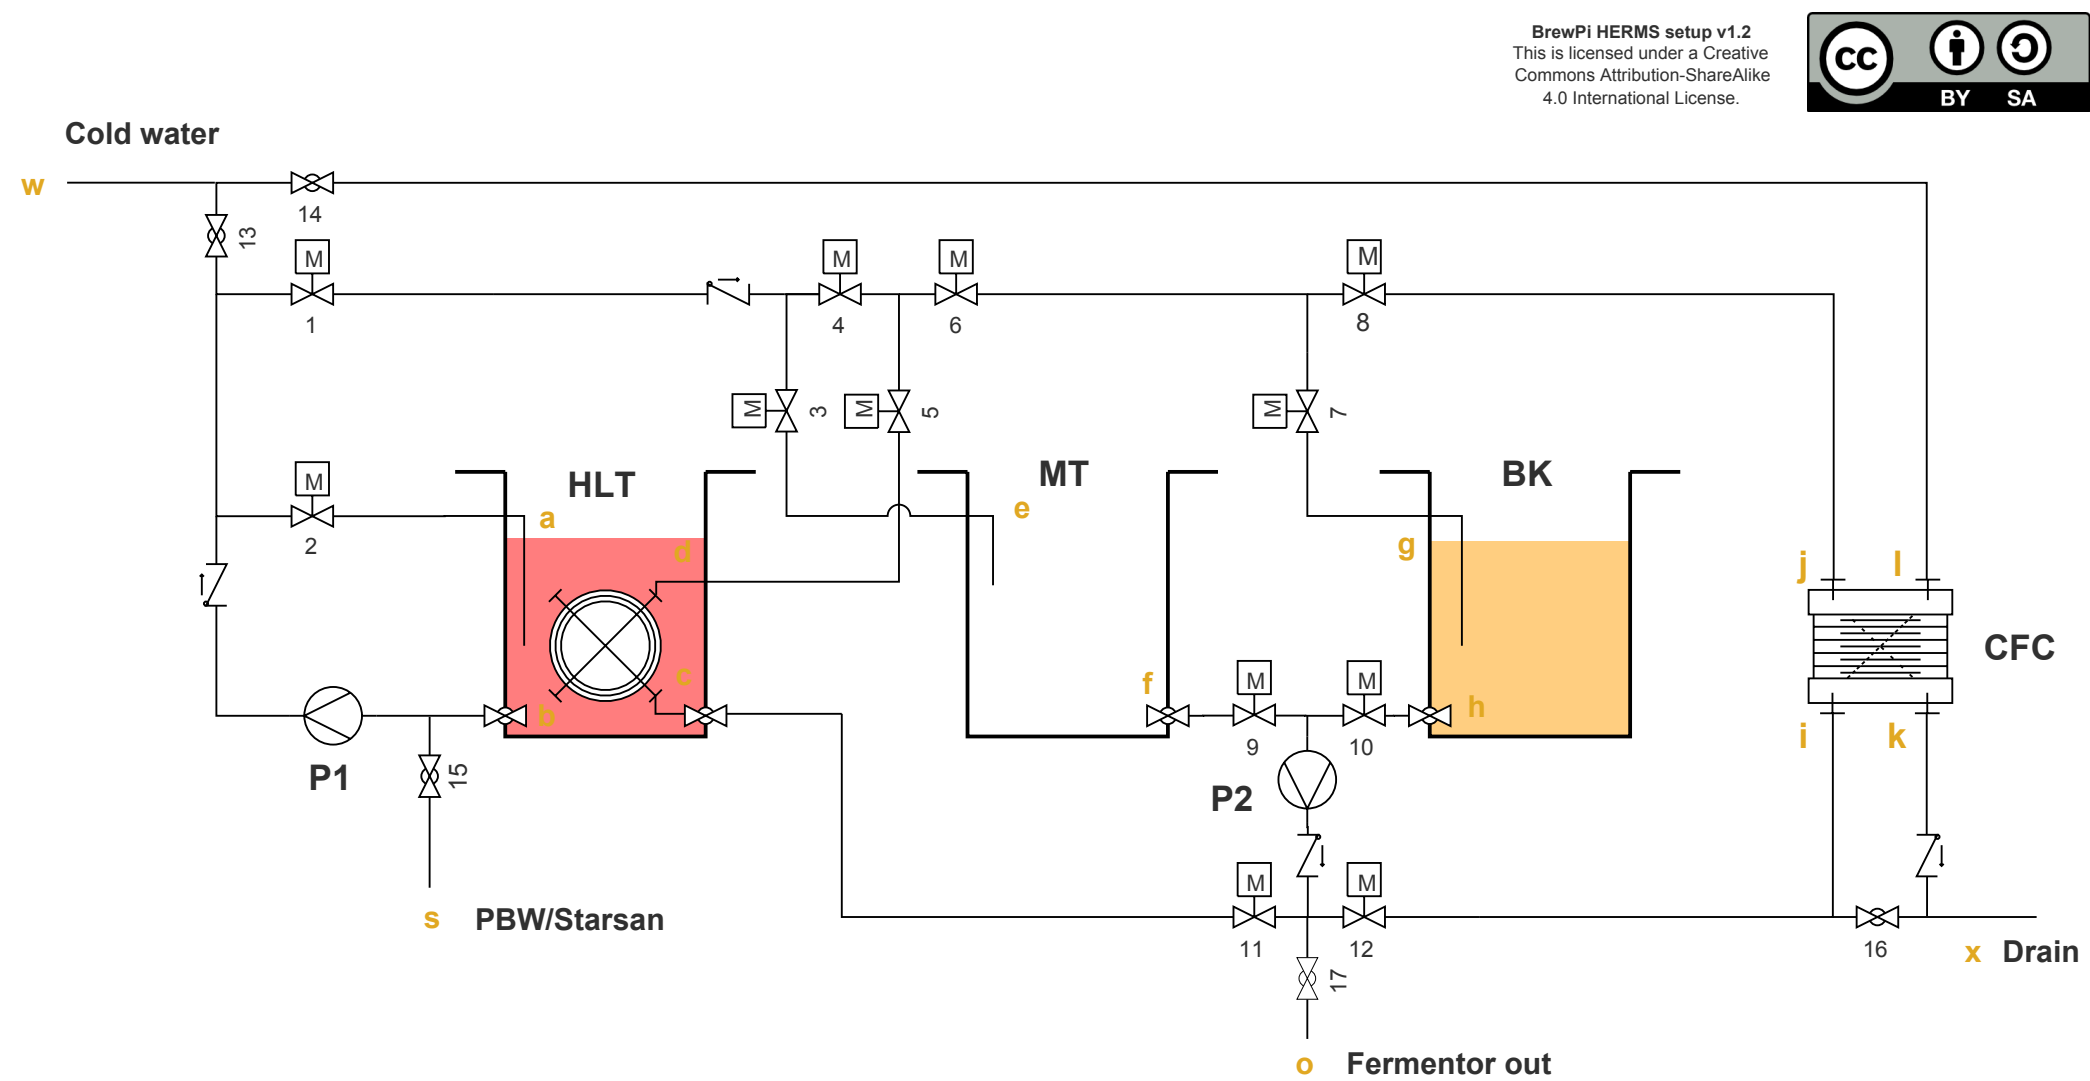 BrewPi HERMS setup v1.2
This is licensed under a Creative
Commons Attribution-ShareAlike
4.0 International License.
cc
BY SA
Cold water
w
14
13
M
M
M
M
1
4
6
8
M
3
M
5
M
7
M
2
HLT
MT
BK
a
e
d
g
j
l
CFC
c
f
M
M
b
h
9
10
i
k
P1
15
P2
M
M
s
PBW/Starsan
11
12
16
x
Drain
17
o
Fermentor out